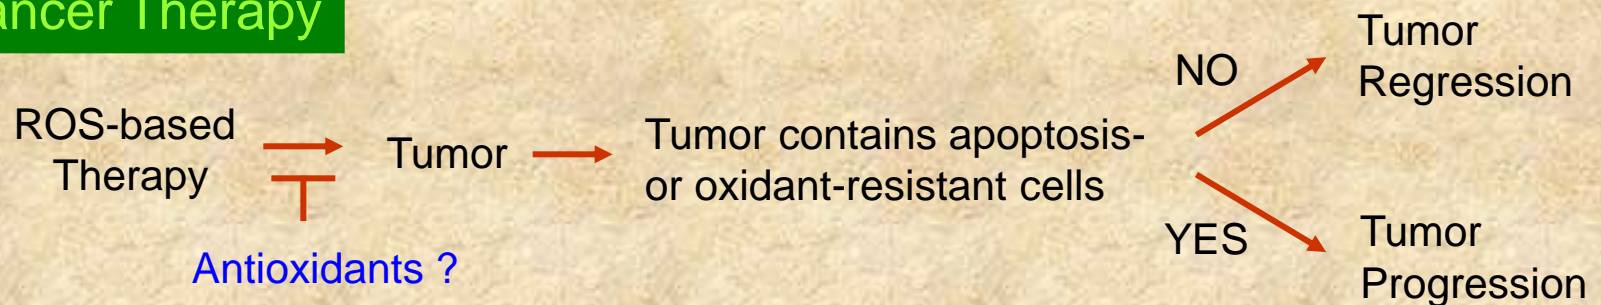 ancer Therapy
ROS-based
Therapy
Tumor
Tumor contains apoptosis-
or oxidant-resistant cells
NO
Tumor
Regression
YES
Tumor
Progression
Antioxidants ?